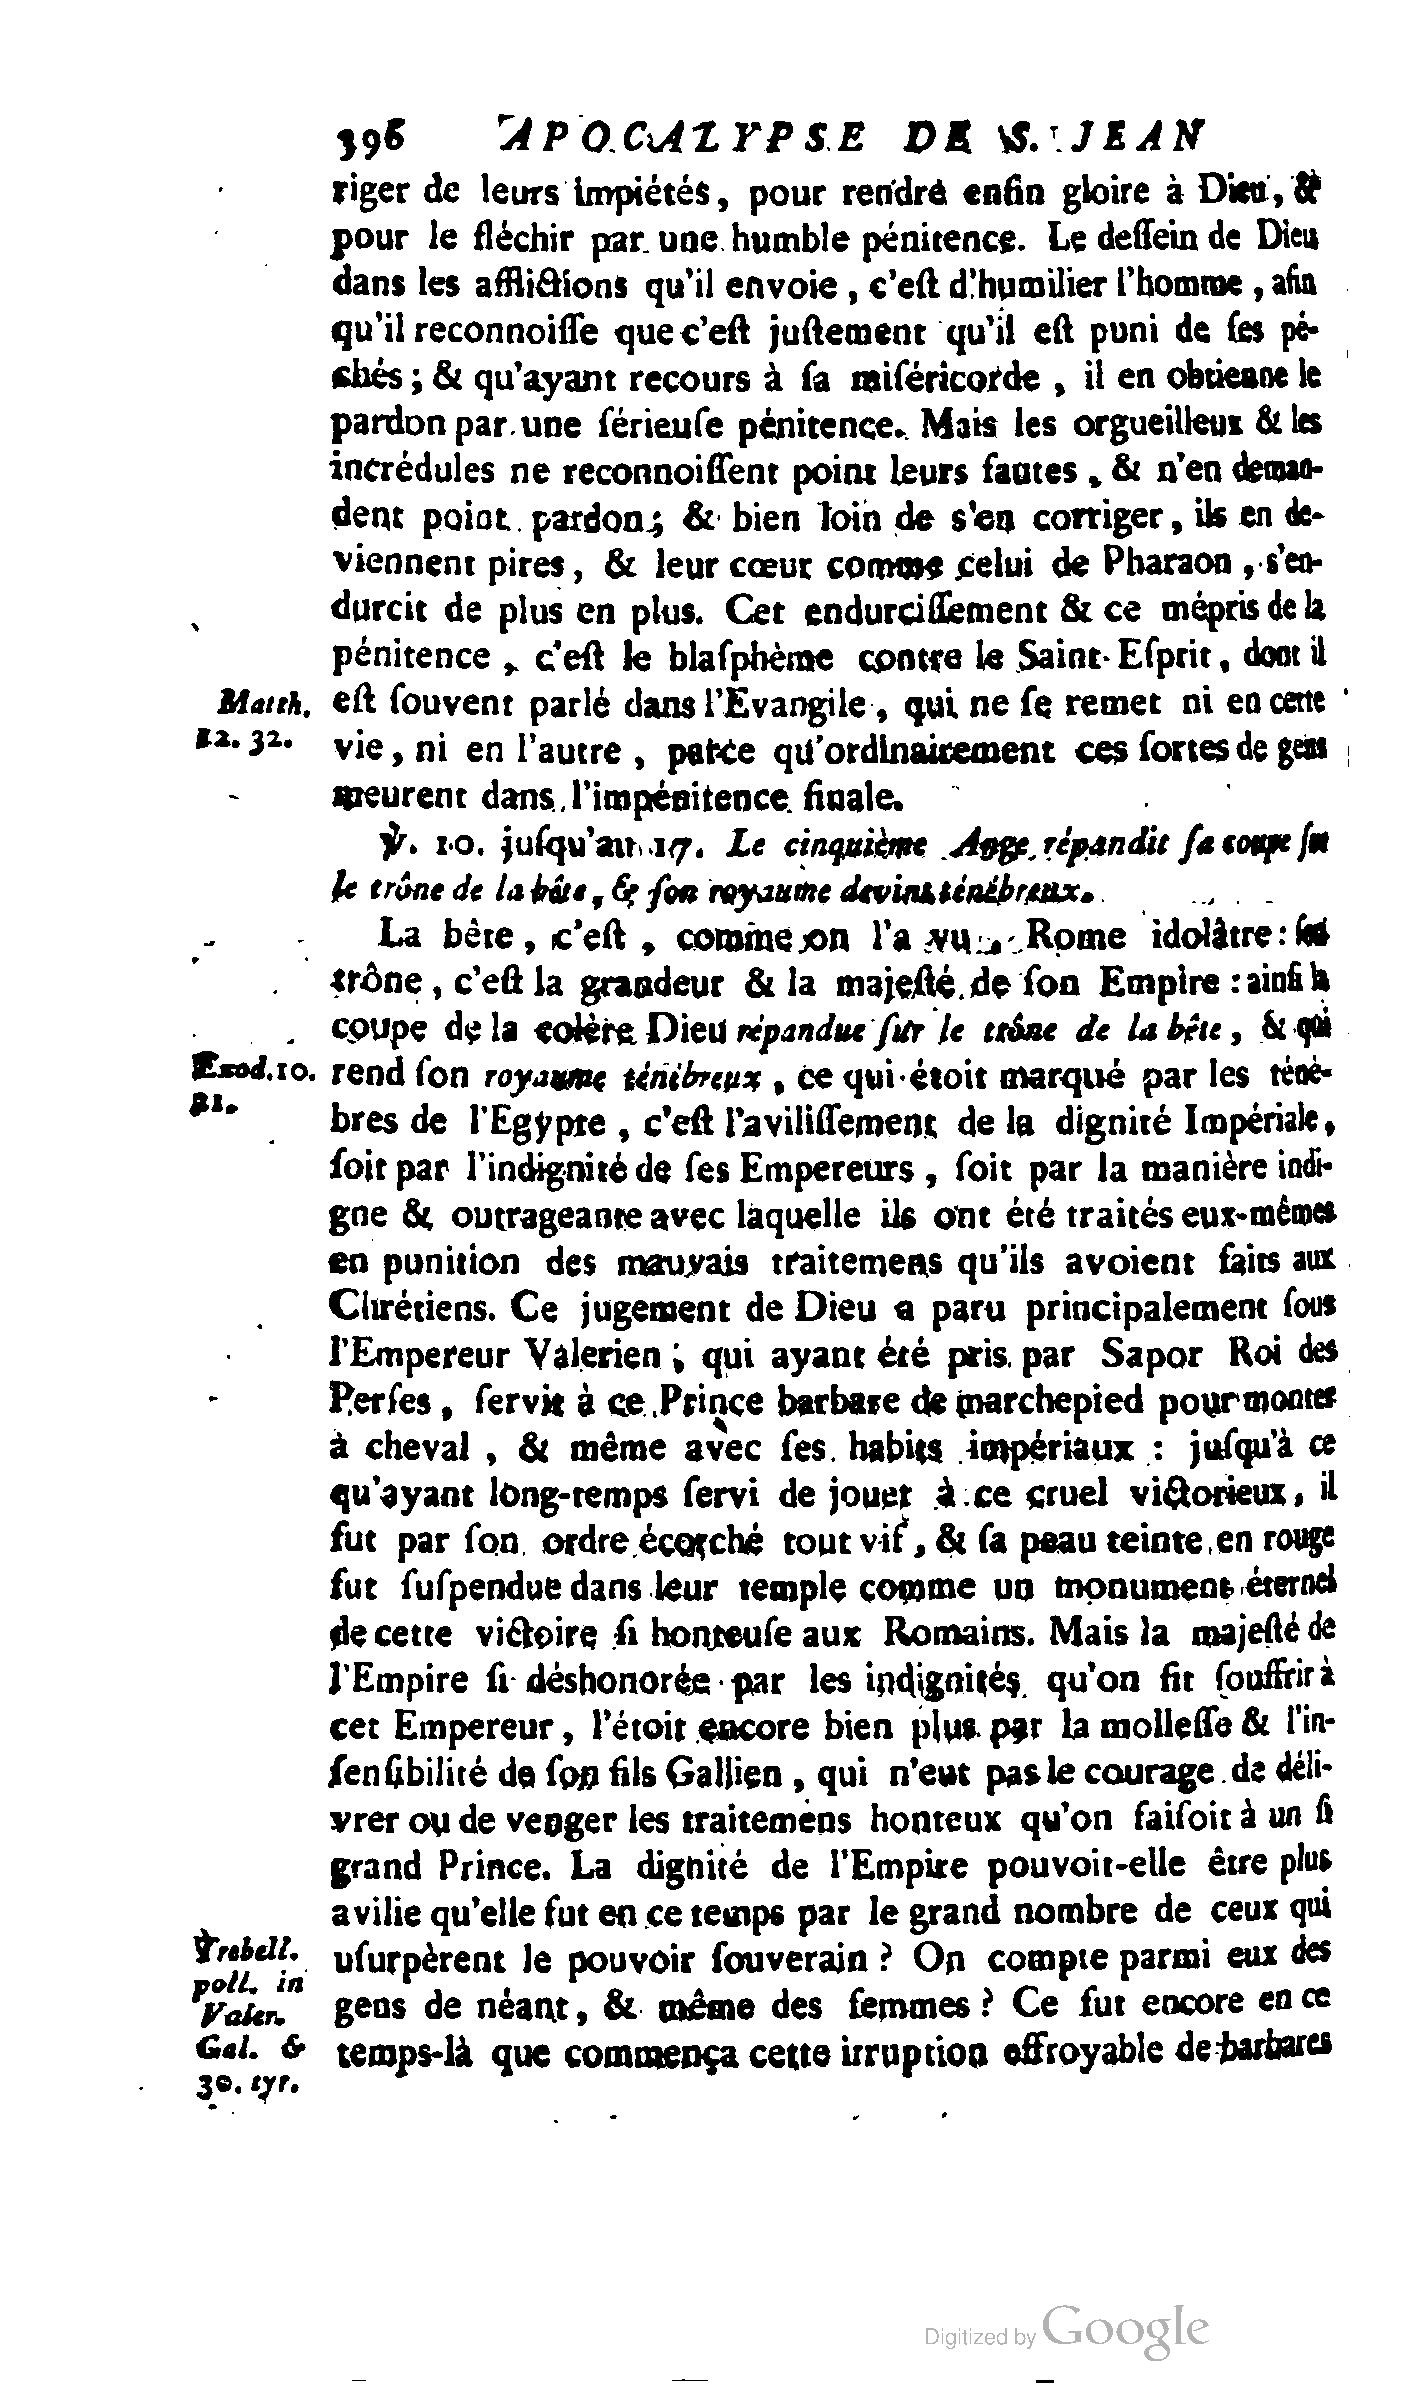 396 APOCALYPSE DE S. JEAN
riger de leurs impiétés, pour rendre enfin gloire à Dieu, &
pour le fléchir par une humble pénitence. Le deſſein de Dieu
dans les afflictions qu'il envoie, c'eſt d'humilier l'homme, afin
qu'il reconnoiſſe que c'eſt juſtement qu'il eſt puni de ſes pé-
chés; & qu'ayant recours à ſa miſéricorde, il en obtienne le
pardon par une ſérieuſe pénitence. Mais les orgueilleux & les
incrédules ne reconnoiſſent point leurs fautes, & n'en deman-
dent point pardon; & bien loin de s'en corriger, ils en de-
viennent pires, & leur cœur comme celui de Pharaon, s'en-
durcit de plus en plus. Cet endurciſſement & ce mépris de la
pénitence, c'eſt le blaſphème contre le Saint-Eſprit, dont il
Matth. eſt ſouvent parlé dans l'Evangile, qui ne ſe remet ni en cette
12. 32. vie, ni en l'autre, parce qu'ordinairement ces ſortes de gens
meurent dans l'impénitence finale.
℣. 10. juſqu'au 17. Le cinquième Ange répandit ſa coupe ſur
le trône de la bête, & ſon royaume devint ténébreux.
La bête, c'eſt, comme on l'a vu, Rome idolâtre: ſon
trône, c'eſt la grandeur & la majeſté de ſon Empire: ainſi la
coupe de la colère Dieu répandue ſur le trône de la bête, & qui
Exod. 10. rend ſon royaume ténébreux, ce qui étoit marqué par les ténè-
21. bres de l'Egypte, c'eſt l'aviliſſement de la dignité Impériale,
ſoit par l'indignité de ſes Empereurs, ſoit par la manière indi-
gne & outrageante avec laquelle ils ont été traités eux-mêmes
en punition des mauvais traitemens qu'ils avoient faits aux
Chrétiens. Ce jugement de Dieu a paru principalement ſous
l'Empereur Valerien; qui ayant été pris par Sapor Roi des
Perſes, ſervit à ce Prince barbare de marchepied pour monter
à cheval, & même avec ſes habits impériaux: juſqu'à ce
qu'ayant long-temps ſervi de jouet à ce cruel victorieux, il
fut par ſon ordre écorché tout vif, & ſa peau teinte en rouge
fut ſuſpendue dans leur temple comme un monument éternel
de cette victoire ſi honteuſe aux Romains. Mais la majeſté de
l'Empire ſi déshonorée par les indignités qu'on fit ſouffrir à
cet Empereur, l'étoit encore bien plus par la molleſſe & l'in-
ſenſibilité de ſon fils Gallien, qui n'eut pas le courage de déli-
vrer ou de venger les traitemens honteux qu'on faiſoit à un ſi
grand Prince. La dignité de l'Empire pouvoit-elle être plus
avilie qu'elle fut en ce temps par le grand nombre de ceux qui
Trebell. uſurpèrent le pouvoir ſouverain? On compte parmi eux des
poll. in
Valer. gens de néant, & même des femmes? Ce fut encore en ce
Gal. & temps-là que commença cette irruption effroyable de barbares
30. tyr.
Digitized by Google